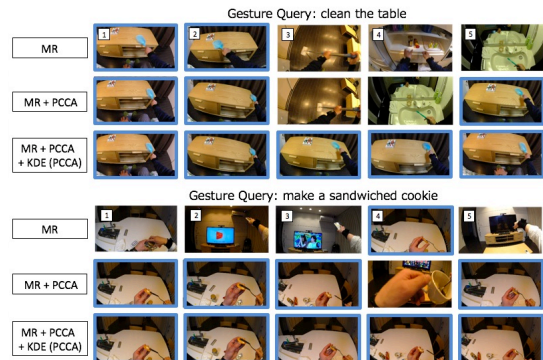 Gesture Query: clean the table
1 2 3 4 5
MR
MR + PCCA
MR + PCCA
+ KDE (PCCA)
Gesture Query: make a sandwiched cookie
1 2 3 4 5
MR
MR + PCCA
MR + PCCA
+ KDE (PCCA)